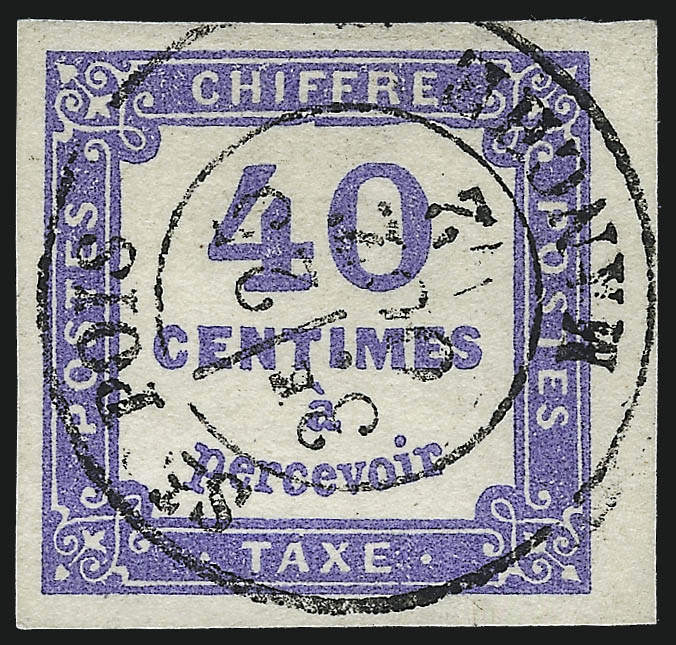 CHIFFRE
POSTES
40
CENTIMES
à
percevoir
POSTES
· TAXE ·